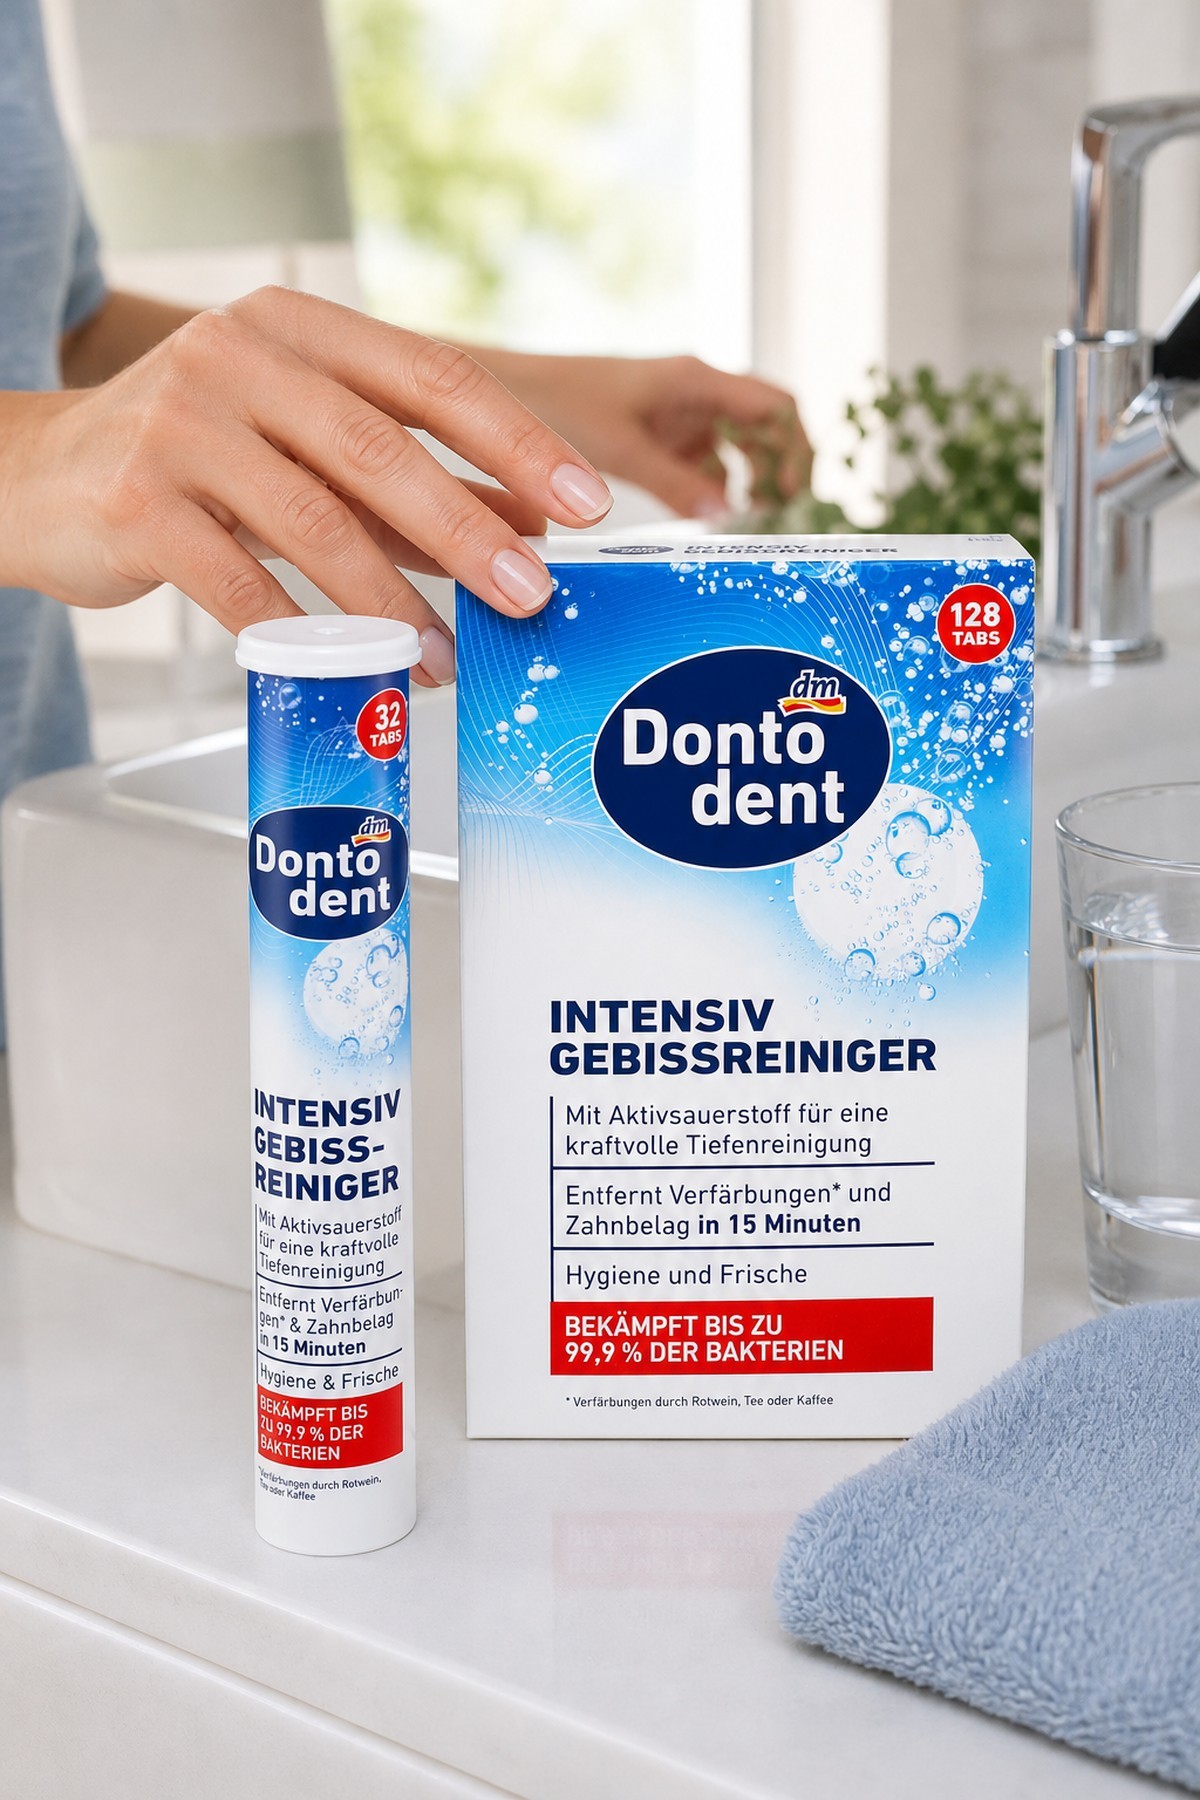 32
TABS
dm
Donto
dent
INTENSIV
GEBISS-
REINIGER
Mit Aktivsauerstoff
für eine kraftvolle
Tiefenreinigung
Entfernt Verfärbun-
gen* & Zahnbelag
in 15 Minuten
Hygiene & Frische
BEKÄMPFT BIS
ZU 99,9 % DER
BAKTERIEN
*Verfärbungen durch Rotwein,
Tee oder Kaffee
INTENSIV
GEBISSREINIGER
128
TABS
dm
Donto
dent
INTENSIV
GEBISSREINIGER
Mit Aktivsauerstoff für eine
kraftvolle Tiefenreinigung
Entfernt Verfärbungen* und
Zahnbelag in 15 Minuten
Hygiene und Frische
BEKÄMPFT BIS ZU
99,9 % DER BAKTERIEN
* Verfärbungen durch Rotwein, Tee oder Kaffee